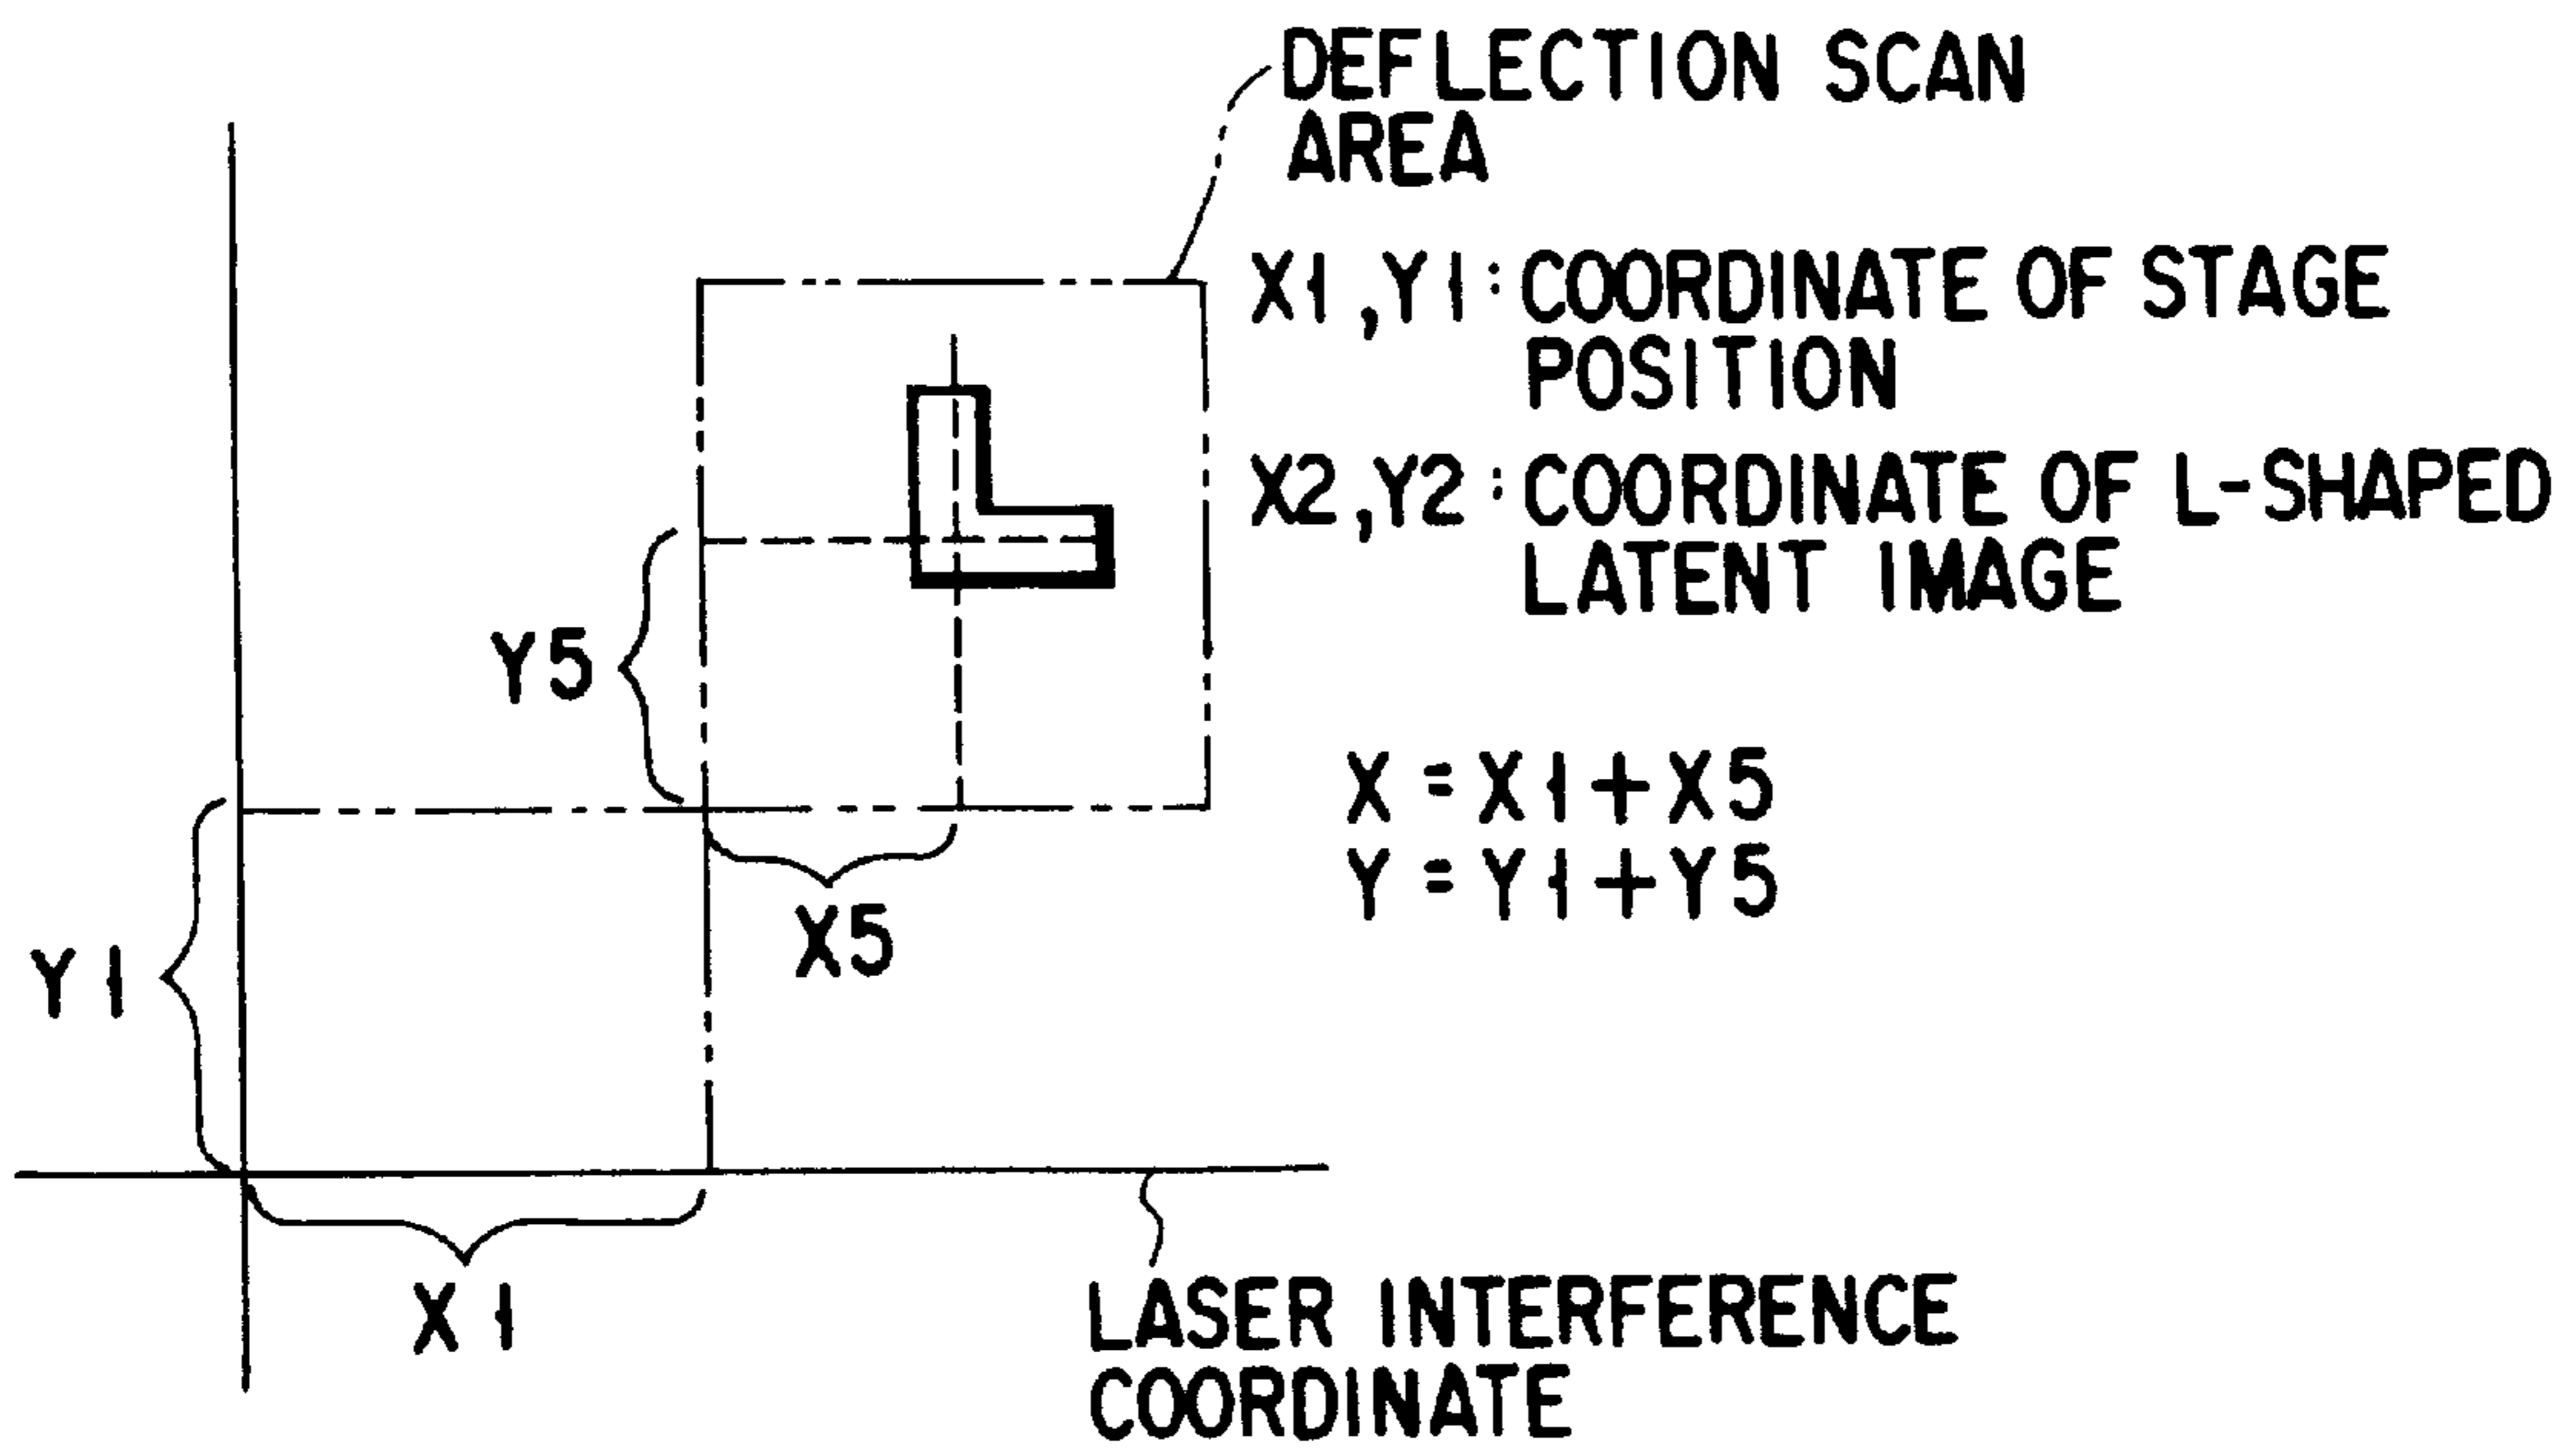 DEFLECTION SCAN
AREA
X1,Y1:COORDINATE OF STAGE
POSITION
X2,Y2:COORDINATE OF L-SHAPED
LATENT IMAGE
Y5
X=X1+X5
Y=Y1+Y5
X5
Y1
X1
LASER INTERFERENCE
COORDINATE